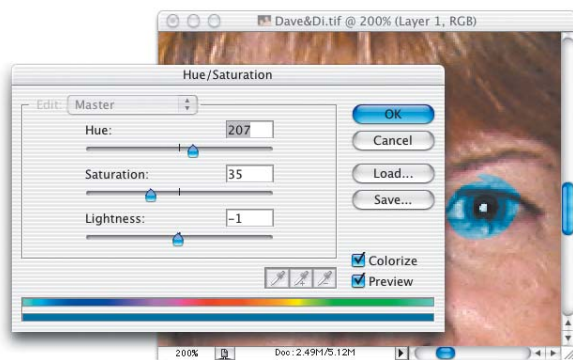 Dave&Di.tif @ 200% (Layer 1, RGB)
Hue/Saturation
Edit: Master
Hue: 207
Saturation: 35
Lightness: -1
OK
Cancel
Load...
Save...
Colorize
Preview
200% Doc: 2.49M/5.12M